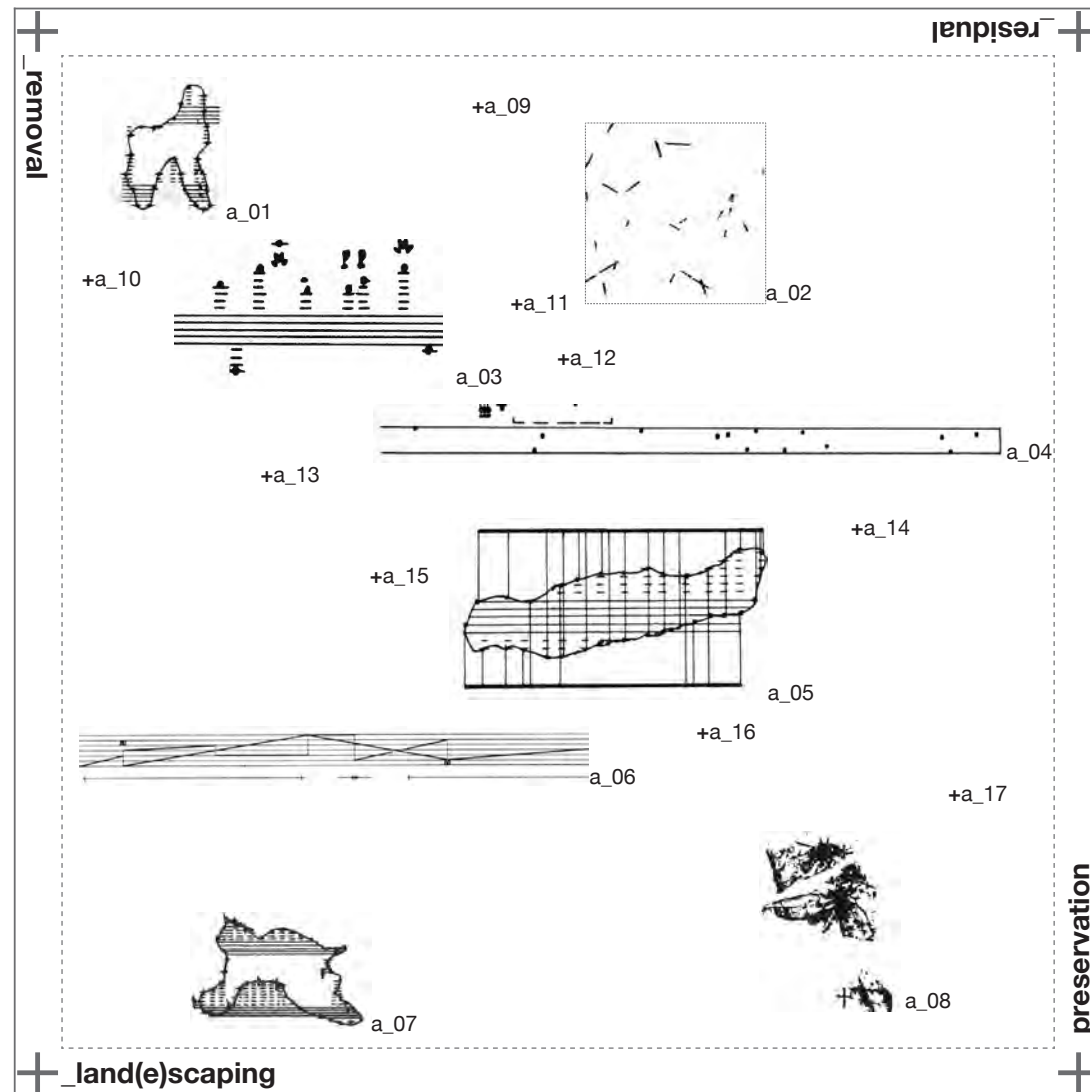 _residual
_removal
+a_09
a_01
+a_10
a_02
+a_11
+a_12
a_03
a_04
+a_13
+a_14
+a_15
a_05
+a_16
a_06
+a_17
preservation
a_08
a_07
_land(e)scaping